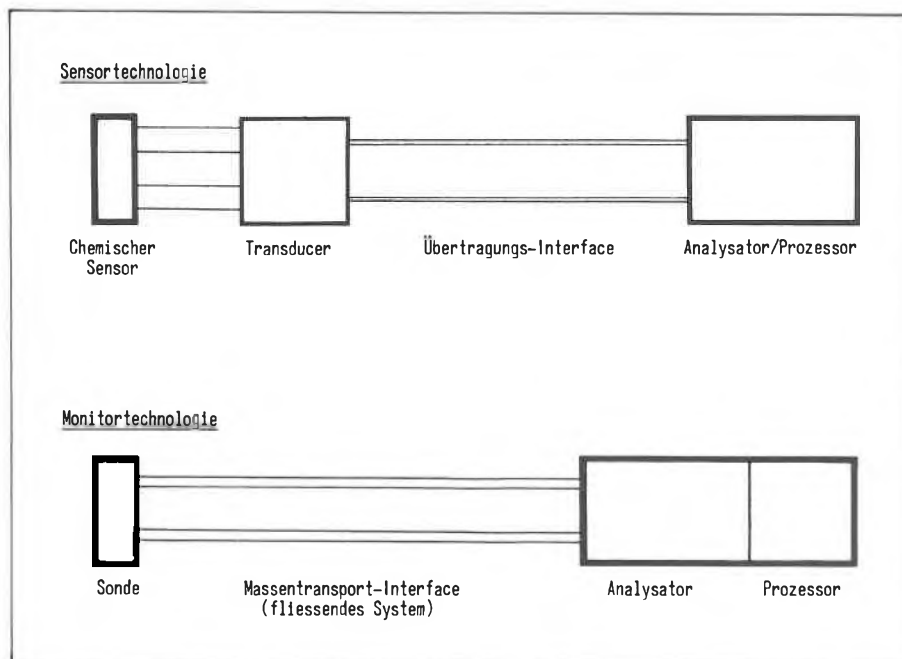 Sensortechnologie
Chemischer
Sensor
Transducer
Übertragungs-Interface
Analysator/Prozessor
Monitortechnologie
Sonde
Massentransport-Interface
(fliessendes System)
Analysator
Prozessor